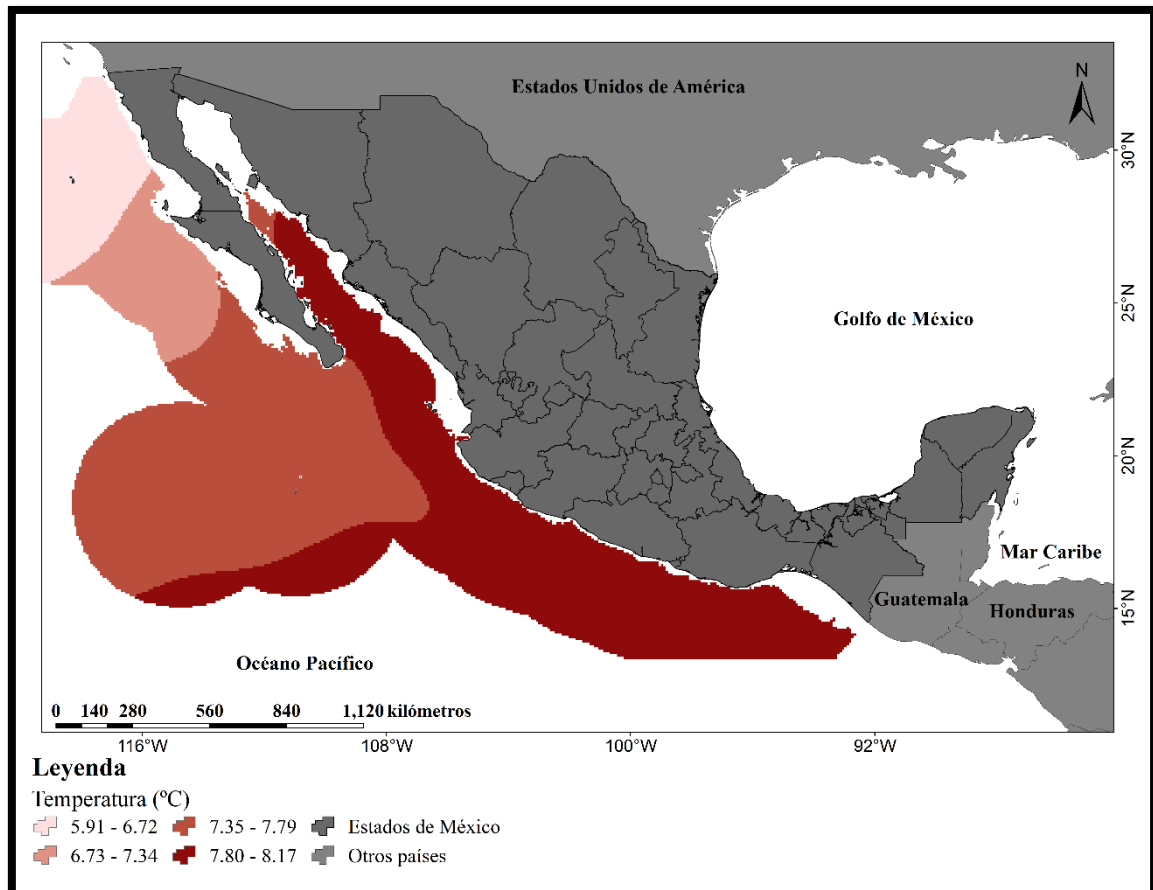 Estados Unidos de América
N
30°N
25°N
Golfo de México
20°N
Mar Caribe
Guatemala
Honduras
15°N
Océano Pacífico
0 140 280 560 840 1,120 kilómetros
116°W 108°W 100°W 92°W
Leyenda
Temperatura (ºC)
5.91 - 6.72 7.35 - 7.79 Estados de México
6.73 - 7.34 7.80 - 8.17 Otros países